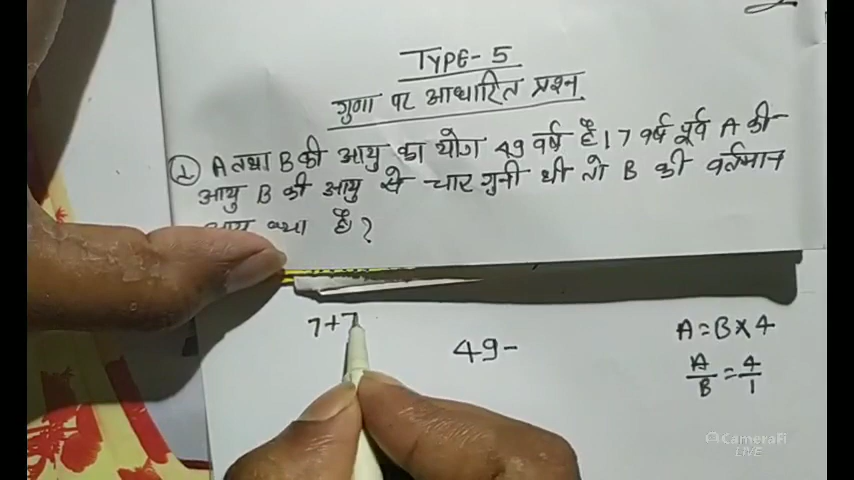 TYPE-5
गुणा पर आधारित प्रश्न
1 A तथा B की आयु का योग 49 वर्ष है। 7 वर्ष पूर्व A की
आयु B की आयु से चार गुनी थी तो B की वर्तमान
आयु क्या है?
7+7
49-
A=B×4
A/B=4/1
CameraFi
LIVE